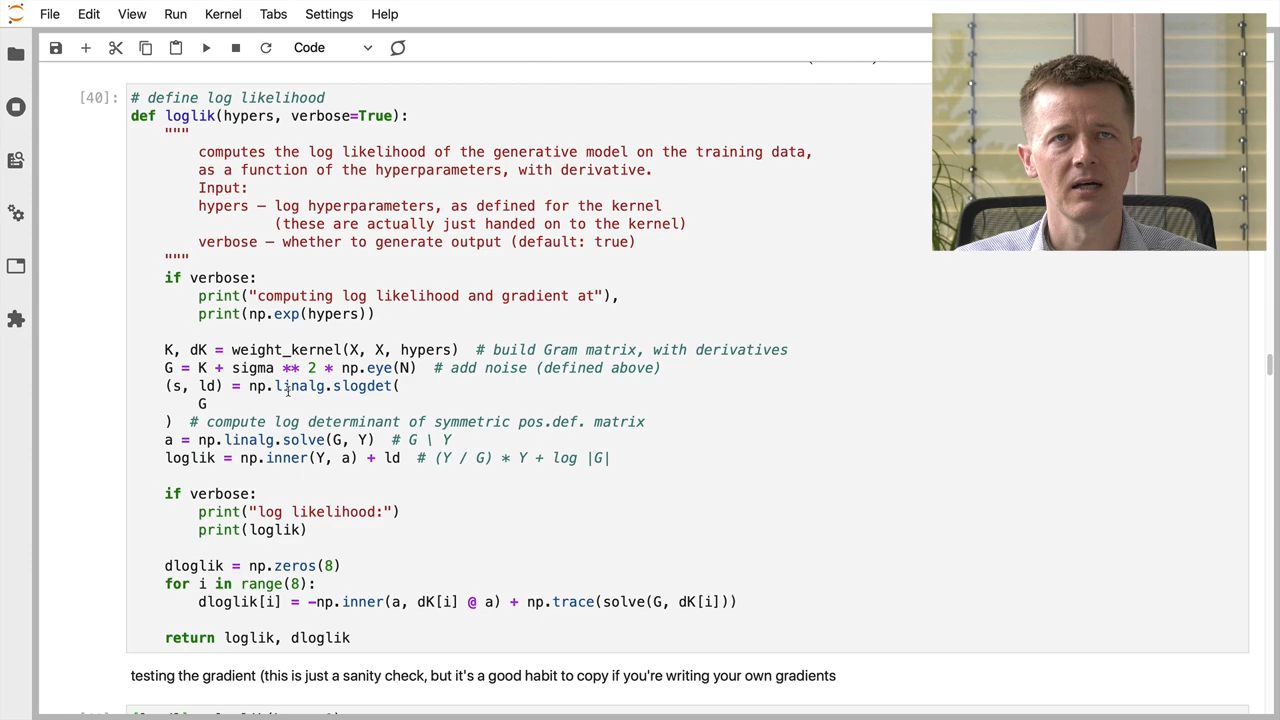 File Edit View Run Kernel Tabs Settings Help
Code
[40]:
# define log likelihood
def loglik(hypers, verbose=True):
"""
computes the log likelihood of the generative model on the training data,
as a function of the hyperparameters, with derivative.
Input:
hypers – log hyperparameters, as defined for the kernel
(these are actually just handed on to the kernel)
verbose – whether to generate output (default: true)
"""
if verbose:
print("computing log likelihood and gradient at"),
print(np.exp(hypers))
K, dK = weight_kernel(X, X, hypers)  # build Gram matrix, with derivatives
G = K + sigma ** 2 * np.eye(N)  # add noise (defined above)
(s, ld) = np.linalg.slogdet(
G
)  # compute log determinant of symmetric pos.def. matrix
a = np.linalg.solve(G, Y)  # G \ Y
loglik = np.inner(Y, a) + ld  # (Y / G) * Y + log |G|
if verbose:
print("log likelihood:")
print(loglik)
dloglik = np.zeros(8)
for i in range(8):
dloglik[i] = -np.inner(a, dK[i] @ a) + np.trace(solve(G, dK[i]))
return loglik, dloglik
testing the gradient (this is just a sanity check, but it's a good habit to copy if you're writing your own gradients